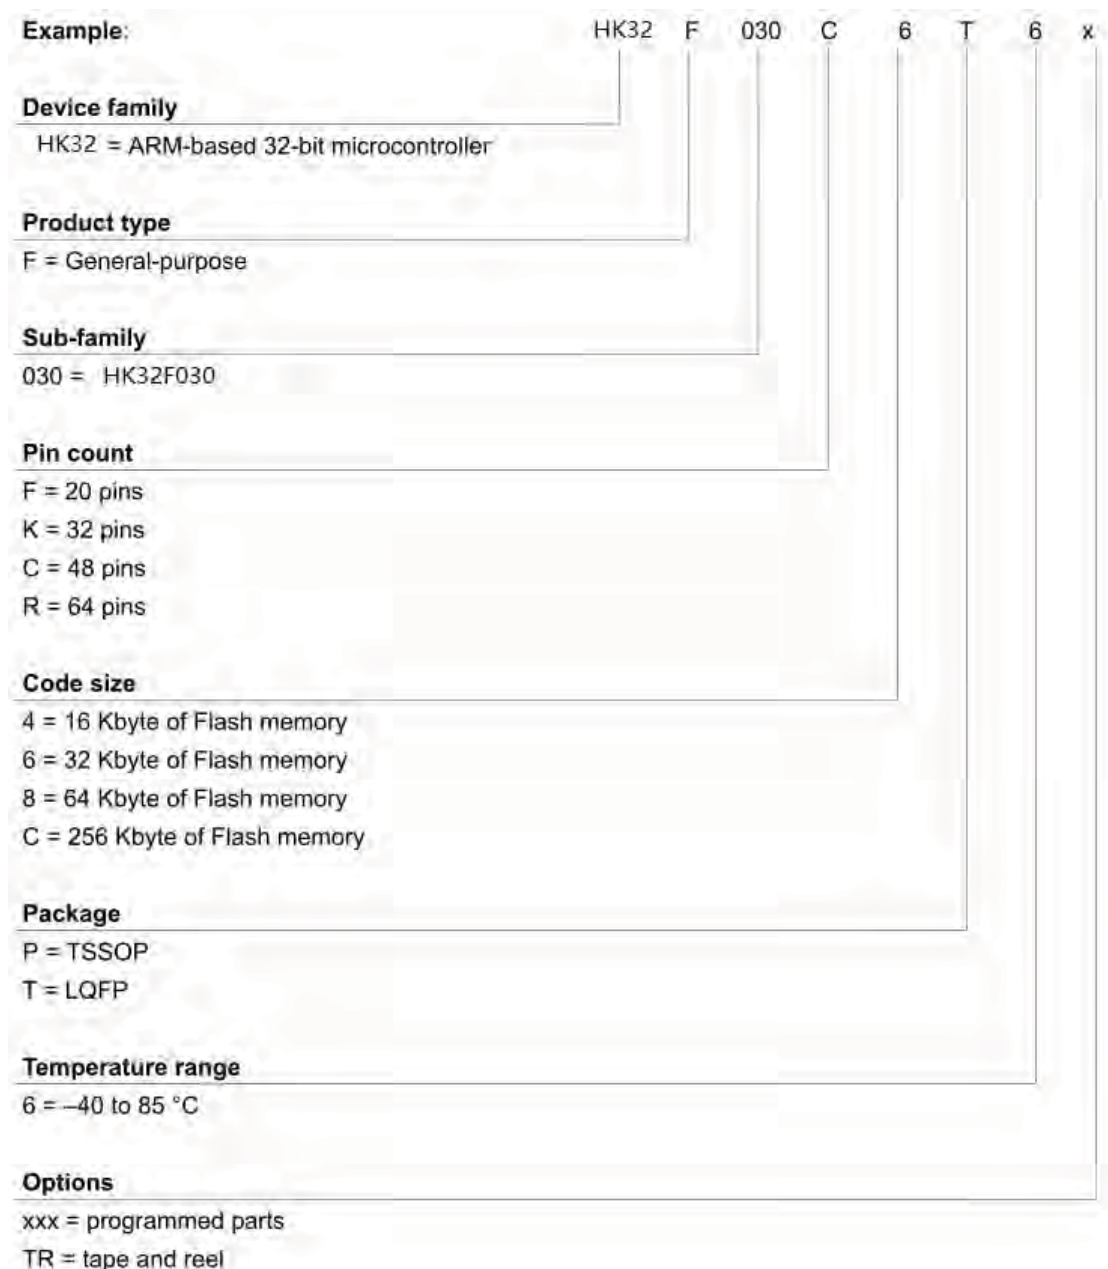 Example: HK32 F 030 C 6 T 6 x
Device family
HK32 = ARM-based 32-bit microcontroller
Product type
F = General-purpose
Sub-family
030 = HK32F030
Pin count
F = 20 pins
K = 32 pins
C = 48 pins
R = 64 pins
Code size
4 = 16 Kbyte of Flash memory
6 = 32 Kbyte of Flash memory
8 = 64 Kbyte of Flash memory
C = 256 Kbyte of Flash memory
Package
P = TSSOP
T = LQFP
Temperature range
6 = –40 to 85 °C
Options
xxx = programmed parts
TR = tape and reel